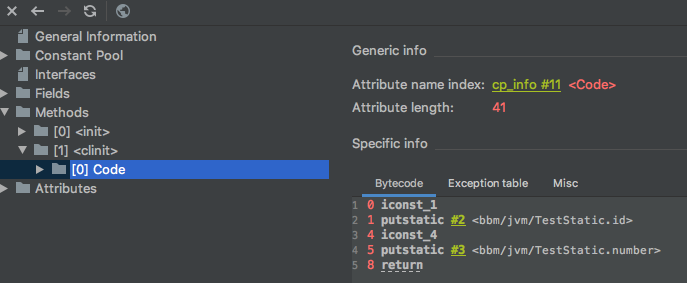 General Information
Constant Pool
Interfaces
Fields
Methods
[0] <init>
[1] <clinit>
[0] Code
Attributes
Generic info
Attribute name index: cp_info #11 <Code>
Attribute length: 41
Specific info
Bytecode Exception table Misc
1 0 iconst_1
2 1 putstatic #2 <bbm/jvm/TestStatic.id>
3 4 iconst_4
4 5 putstatic #3 <bbm/jvm/TestStatic.number>
5 8 return